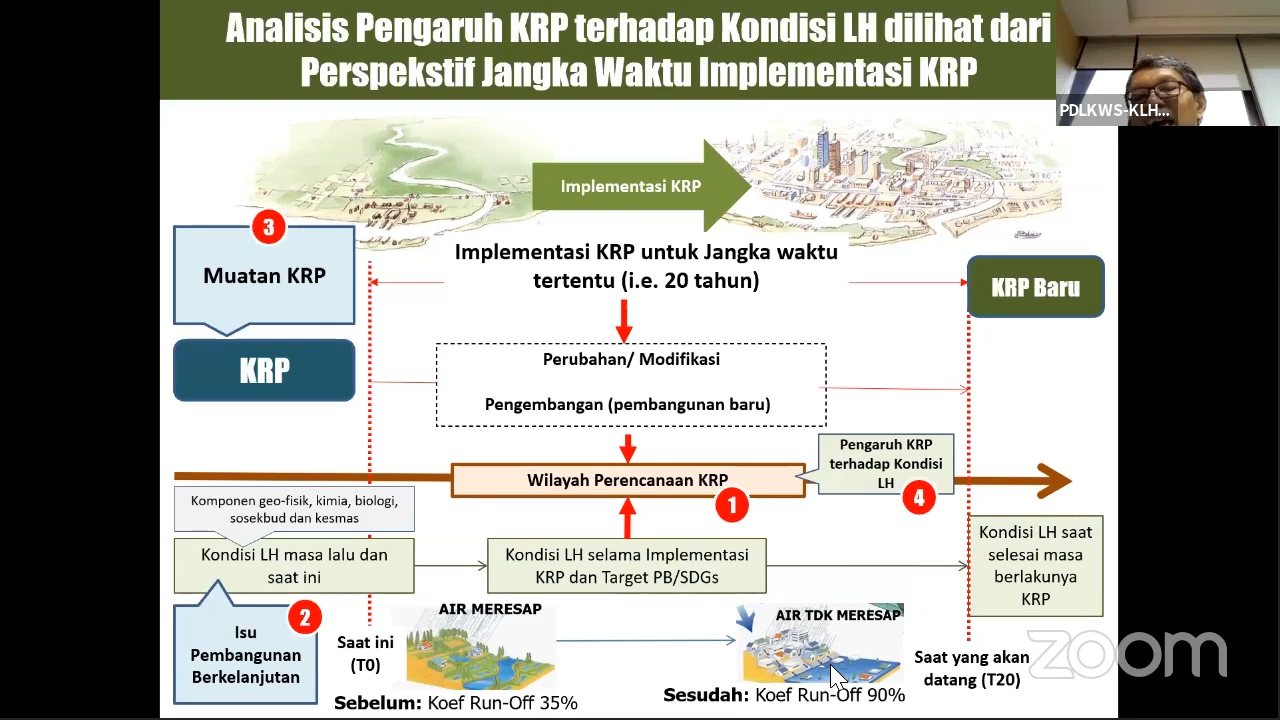 Analisis Pengaruh KRP terhadap Kondisi LH dilihat dari
Perspekstif Jangka Waktu Implementasi KRP
PDLKWS-KLH...
Implementasi KRP
3
Muatan KRP
Implementasi KRP untuk Jangka waktu
tertentu (i.e. 20 tahun)
KRP Baru
KRP
Perubahan/ Modifikasi
Pengembangan (pembangunan baru)
Pengaruh KRP
terhadap Kondisi
LH
4
Wilayah Perencanaan KRP
1
Komponen geo-fisik, kimia, biologi,
sosekbud dan kesmas
Kondisi LH masa lalu dan
saat ini
Kondisi LH selama Implementasi
KRP dan Target PB/SDGs
Kondisi LH saat
selesai masa
berlakunya
KRP
2
Isu
Pembangunan
Berkelanjutan
Saat ini
(T0)
AIR MERESAP
AIR TDK MERESAP
Saat yang akan
datang (T20)
Sebelum: Koef Run-Off 35%
Sesudah: Koef Run-Off 90%
zoom